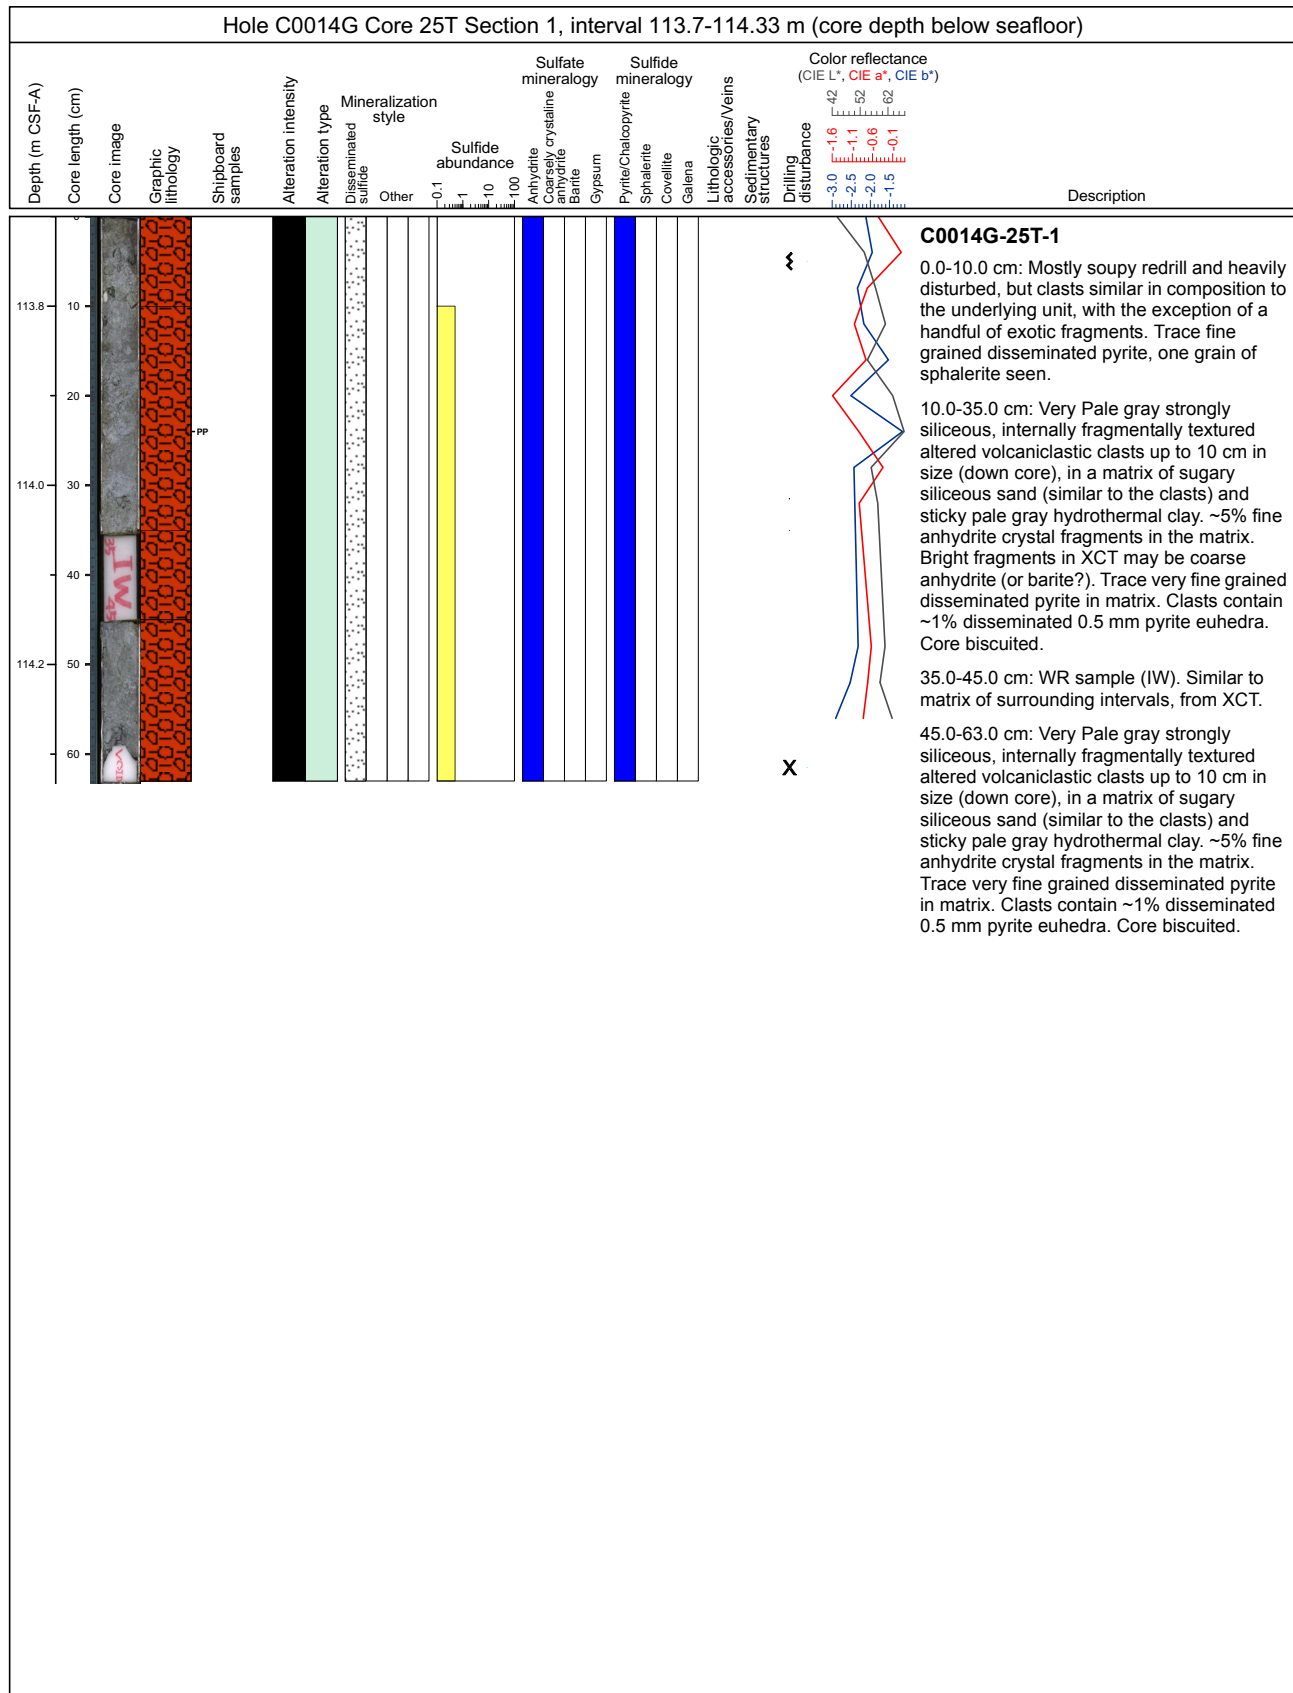 Hole C0014G Core 25T Section 1, interval 113.7-114.33 m (core depth below seafloor)
Depth (m CSF-A)
Core length (cm)
Core image
Graphic
lithology
Shipboard
samples
Alteration intensity
Alteration type
Mineralization
style
Disseminated
sulfide
Other
Sulfide
abundance
0.1
1
10
100
Sulfate
mineralogy
Anhydrite
Coarsely crystaline
anhydrite
Barite
Gypsum
Sulfide
mineralogy
Pyrite/Chalcopyrite
Sphalerite
Covellite
Galena
Lithologic
accessories/Veins
Sedimentary
structures
Drilling
disturbance
Color reflectance
(CIE L*, CIE a*, CIE b*)
42
52
62
-1.6
-1.1
-0.6
-0.1
-3.0
-2.5
-2.0
-1.5
Description
0
113.8
10
20
PP
114.0
30
35
IW
45
40
114.2
50
60
VOID
X
C0014G-25T-1
0.0-10.0 cm: Mostly soupy redrill and heavily
disturbed, but clasts similar in composition to
the underlying unit, with the exception of a
handful of exotic fragments. Trace fine
grained disseminated pyrite, one grain of
sphalerite seen.
10.0-35.0 cm: Very Pale gray strongly
siliceous, internally fragmentally textured
altered volcaniclastic clasts up to 10 cm in
size (down core), in a matrix of sugary
siliceous sand (similar to the clasts) and
sticky pale gray hydrothermal clay. ~5% fine
anhydrite crystal fragments in the matrix.
Bright fragments in XCT may be coarse
anhydrite (or barite?). Trace very fine grained
disseminated pyrite in matrix. Clasts contain
~1% disseminated 0.5 mm pyrite euhedra.
Core biscuited.
35.0-45.0 cm: WR sample (IW). Similar to
matrix of surrounding intervals, from XCT.
45.0-63.0 cm: Very Pale gray strongly
siliceous, internally fragmentally textured
altered volcaniclastic clasts up to 10 cm in
size (down core), in a matrix of sugary
siliceous sand (similar to the clasts) and
sticky pale gray hydrothermal clay. ~5% fine
anhydrite crystal fragments in the matrix.
Trace very fine grained disseminated pyrite
in matrix. Clasts contain ~1% disseminated
0.5 mm pyrite euhedra. Core biscuited.